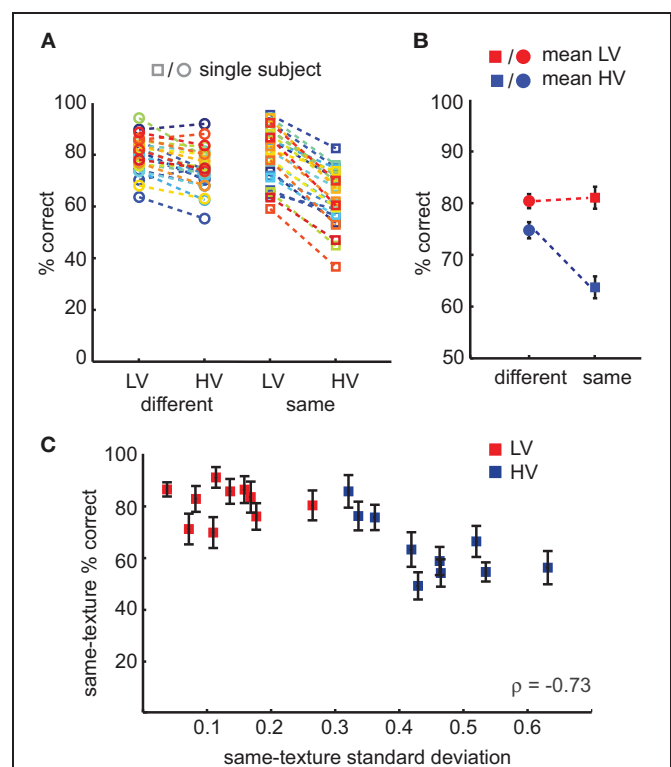 A
□/○ single subject
100
80
60
40
20
0
% correct
LV HV LV HV
different same
B
■/● mean LV
■/● mean HV
90
80
70
60
50
% correct
different same
C
LV
HV
100
80
60
40
20
same-texture % correct
ρ = -0.73
0.1 0.2 0.3 0.4 0.5 0.6
same-texture standard deviation